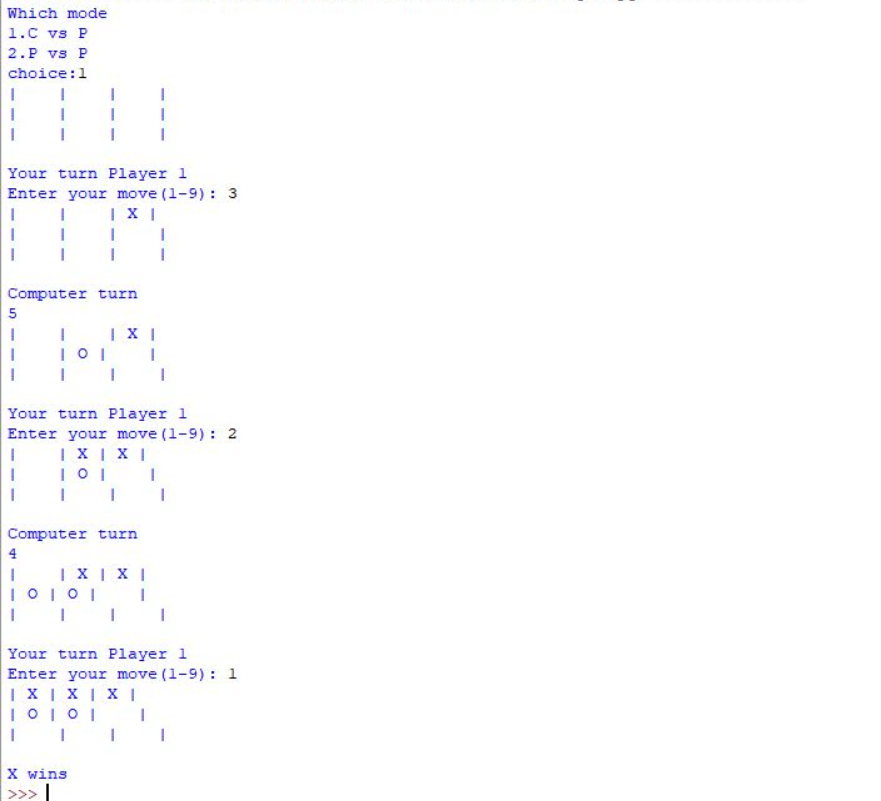 Which mode
1.C vs P
2.P vs P
choice:1
|    |    |    |
|    |    |    |
|    |    |    |
Your turn Player 1
Enter your move(1-9): 3
|    |    | X |
|    |    |    |
|    |    |    |
Computer turn
5
|    |    | X |
|    | O |    |
|    |    |    |
Your turn Player 1
Enter your move(1-9): 2
|    | X | X |
|    | O |    |
|    |    |    |
Computer turn
4
|    | X | X |
| O | O |    |
|    |    |    |
Your turn Player 1
Enter your move(1-9): 1
| X | X | X |
| O | O |    |
|    |    |    |
X wins
>>> |